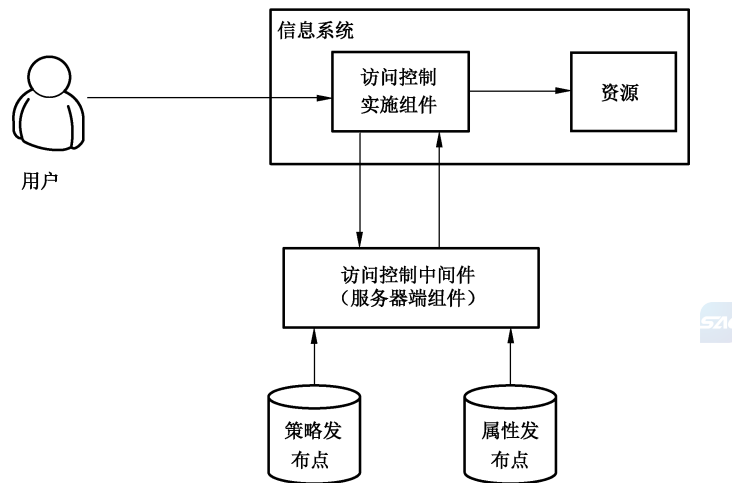 信息系统
访问控制
实施组件
资源
用户
访问控制中间件
（服务器端组件）
策略发
布点
属性发
布点